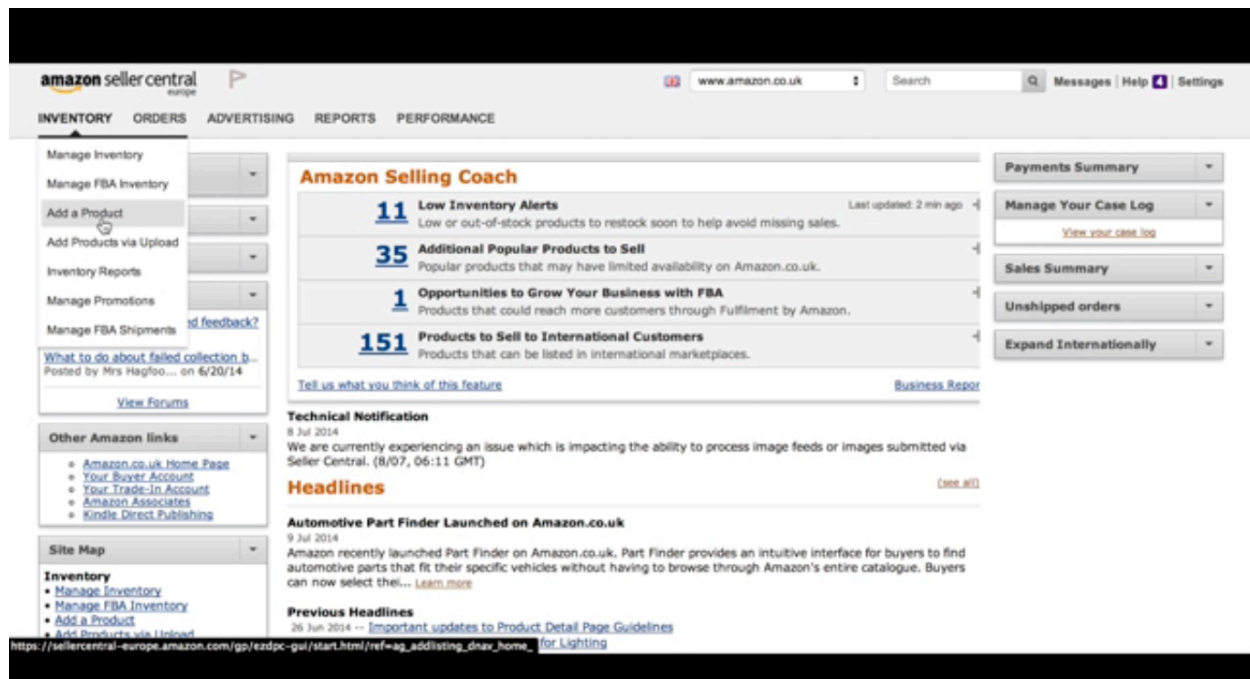 amazon seller central
europe
www.amazon.co.uk
Search
Messages | Help 4 | Settings
INVENTORY ORDERS ADVERTISING REPORTS PERFORMANCE
Manage Inventory
Manage FBA Inventory
Add a Product
Add Products via Upload
Inventory Reports
Manage Promotions
Manage FBA Shipments
d feedback?
What to do about failed collection b...
Posted by Mrs Hagfoo... on 6/20/14
View Forums
Other Amazon links
Amazon.co.uk Home Page
Your Buyer Account
Your Trade-In Account
Amazon Associates
Kindle Direct Publishing
Site Map
Inventory
• Manage Inventory
• Manage FBA Inventory
• Add a Product
• Add Products via Upload
Amazon Selling Coach
11 Low Inventory Alerts Last updated: 2 min ago
Low or out-of-stock products to restock soon to help avoid missing sales.
35 Additional Popular Products to Sell
Popular products that may have limited availability on Amazon.co.uk.
1 Opportunities to Grow Your Business with FBA
Products that could reach more customers through Fulfilment by Amazon.
151 Products to Sell to International Customers
Products that can be listed in international marketplaces.
Tell us what you think of this feature Business Repor
Technical Notification
8 Jul 2014
We are currently experiencing an issue which is impacting the ability to process image feeds or images submitted via
Seller Central. (8/07, 06:11 GMT)
Headlines (see all)
Automotive Part Finder Launched on Amazon.co.uk
9 Jul 2014
Amazon recently launched Part Finder on Amazon.co.uk. Part Finder provides an intuitive interface for buyers to find
automotive parts that fit their specific vehicles without having to browse through Amazon's entire catalogue. Buyers
can now select thei... Learn more
Previous Headlines
26 Jun 2014 -- Important updates to Product Detail Page Guidelines
for Lighting
Payments Summary
Manage Your Case Log
View your case log
Sales Summary
Unshipped orders
Expand Internationally
https://sellercentral-europe.amazon.com/gp/ezdpc-gui/start.html/ref=ag_addlisting_dnav_home_